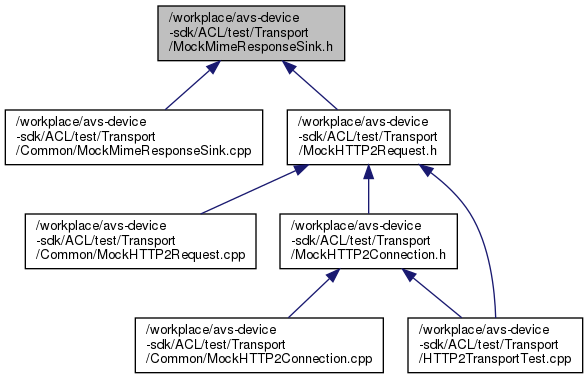 /workplace/avs-device
-sdk/ACL/test/Transport
/MockMimeResponseSink.h
/workplace/avs-device
-sdk/ACL/test/Transport
/Common/MockMimeResponseSink.cpp
/workplace/avs-device
-sdk/ACL/test/Transport
/MockHTTP2Request.h
/workplace/avs-device
-sdk/ACL/test/Transport
/Common/MockHTTP2Request.cpp
/workplace/avs-device
-sdk/ACL/test/Transport
/MockHTTP2Connection.h
/workplace/avs-device
-sdk/ACL/test/Transport
/Common/MockHTTP2Connection.cpp
/workplace/avs-device
-sdk/ACL/test/Transport
/HTTP2TransportTest.cpp